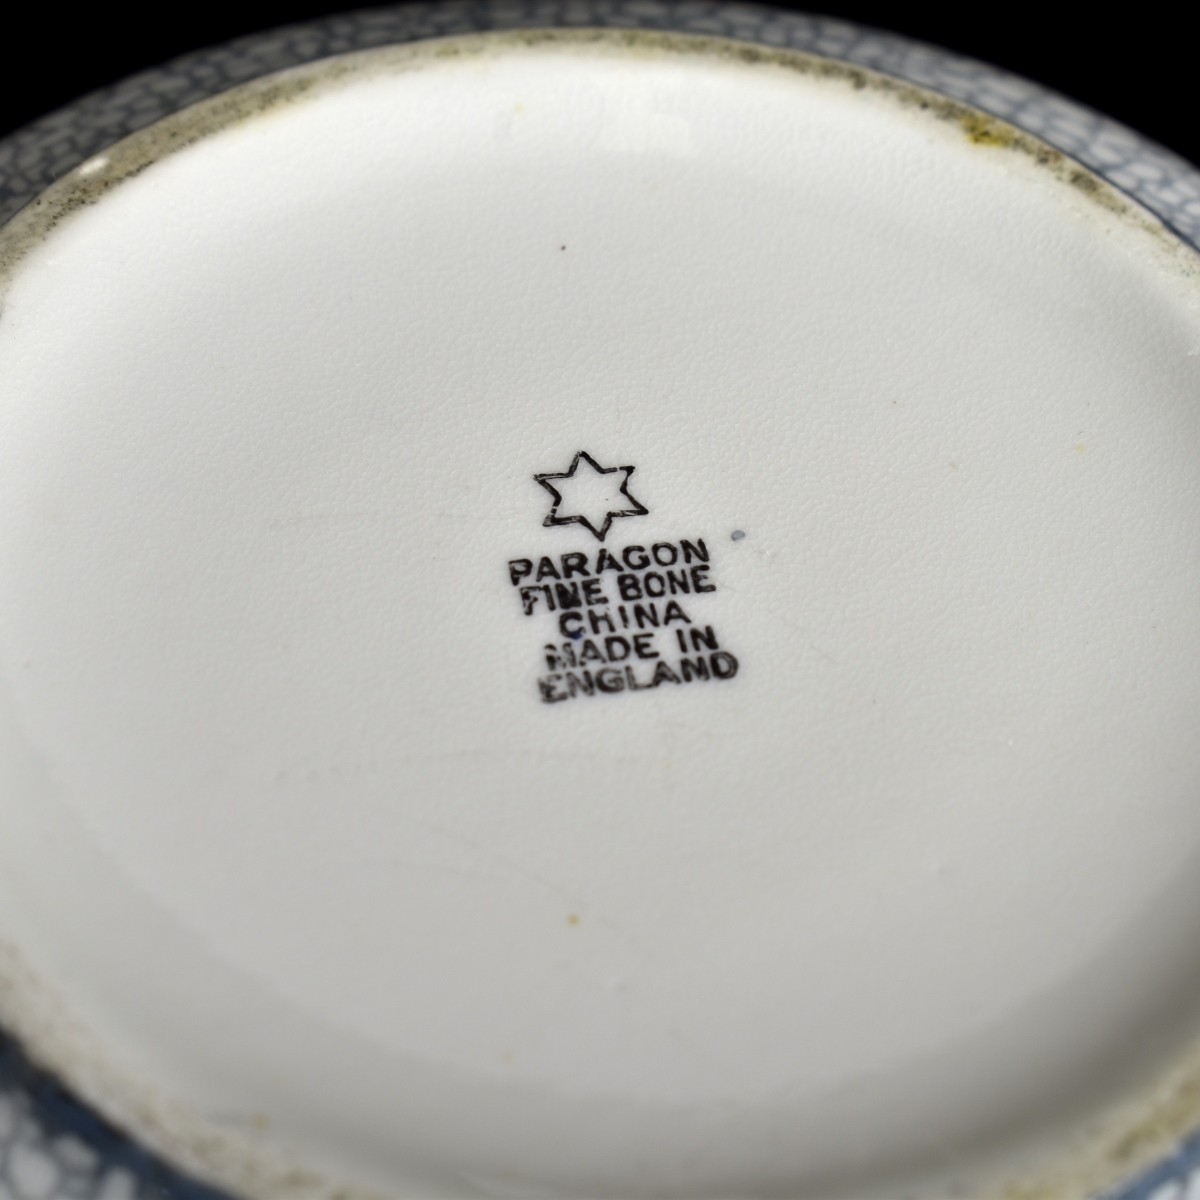 PARAGON
FINE BONE
CHINA
MADE IN
ENGLAND